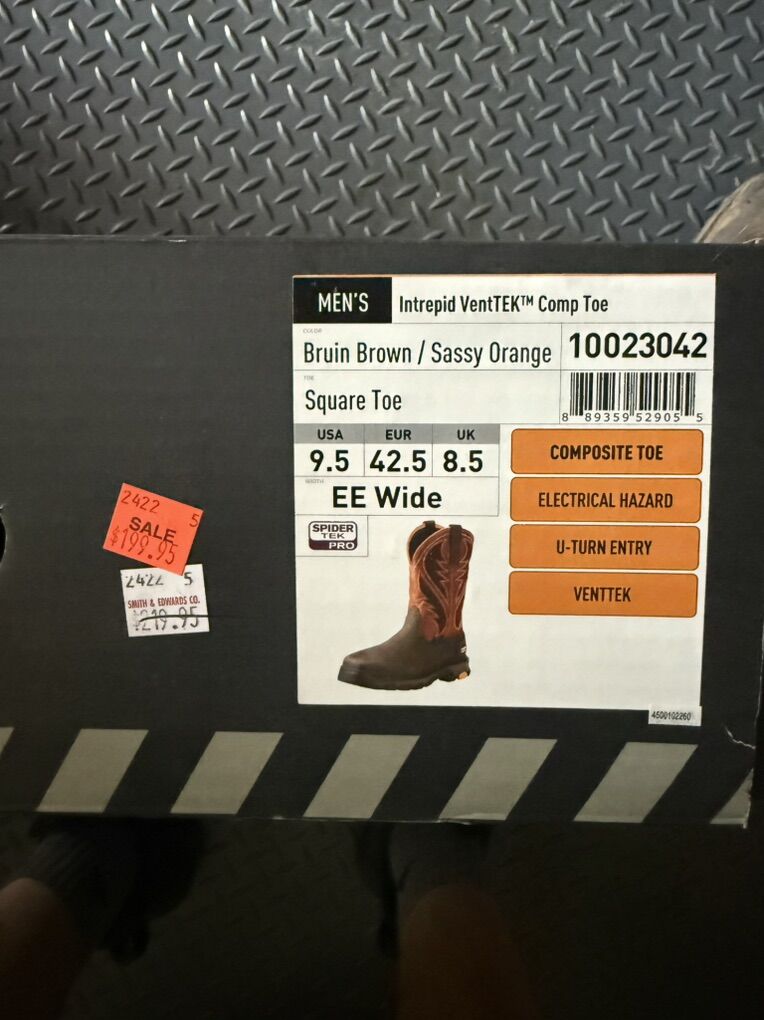 MEN'S Intrepid VentTEK™ Comp Toe
COLOR
Bruin Brown / Sassy Orange
10023042
TOE
Square Toe
8 89359 52905 5
USA EUR UK
9.5 42.5 8.5
WIDTH
EE Wide
COMPOSITE TOE
ELECTRICAL HAZARD
U-TURN ENTRY
VENTTEK
SPIDER
TEK
PRO
2422 5
SALE
$199.95
2422 5
SMITH & EDWARDS CO.
$219.95
4500102260